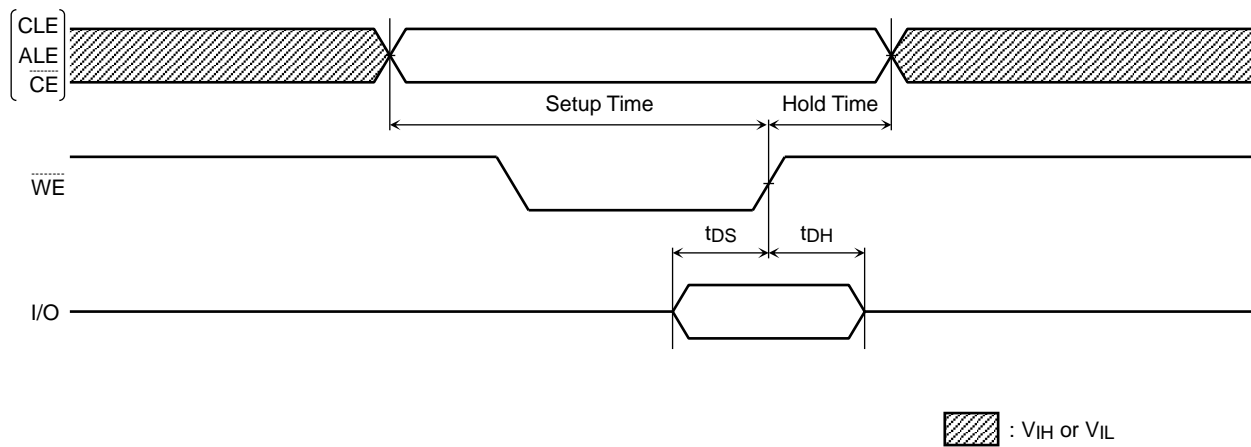 CLE
ALE
CE
Setup Time
Hold Time
WE
tDS
tDH
I/O
: VIH or VIL